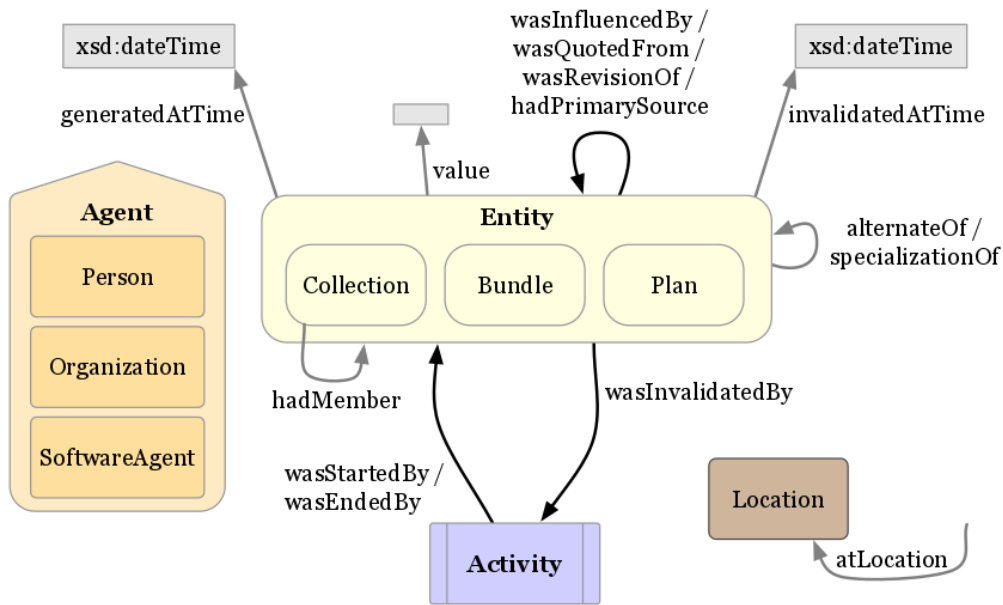 xsd:dateTime
wasInfluencedBy /
wasQuotedFrom /
wasRevisionOf /
hadPrimarySource
xsd:dateTime
generatedAtTime
value
invalidatedAtTime
Agent
Person
Organization
SoftwareAgent
Entity
Collection
Bundle
Plan
alternateOf /
specializationOf
hadMember
wasInvalidatedBy
wasStartedBy /
wasEndedBy
Activity
Location
atLocation